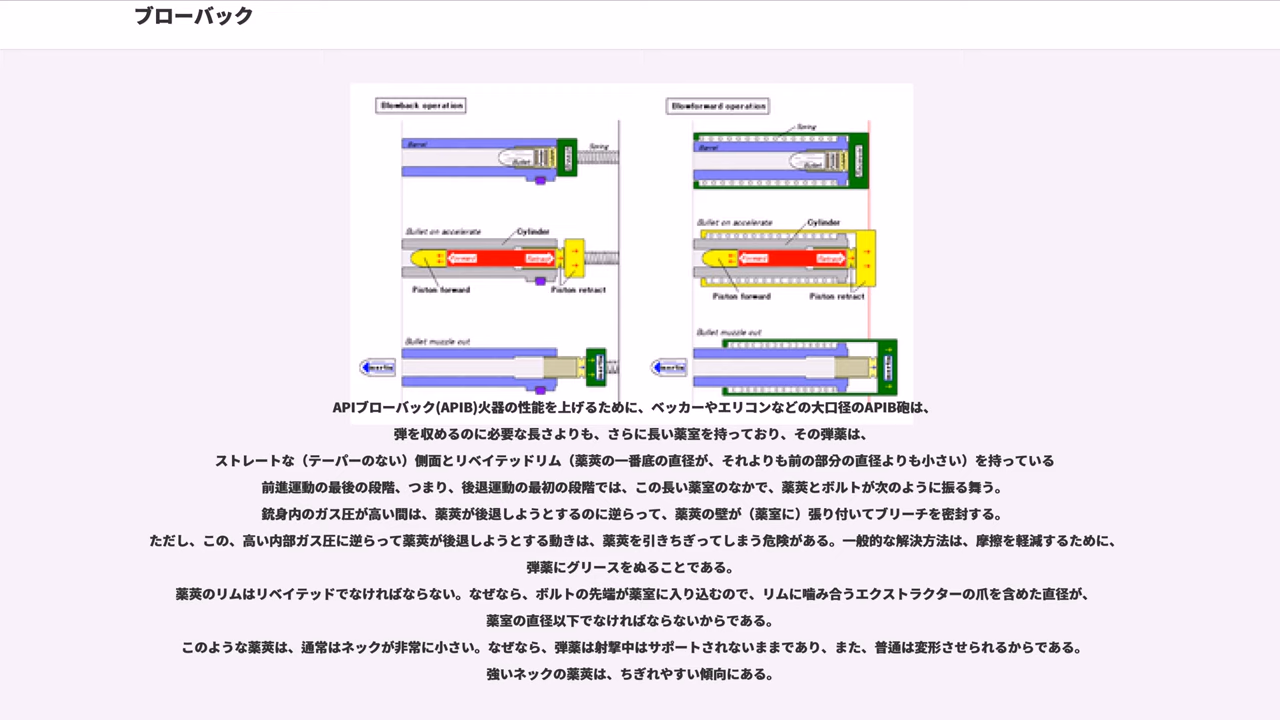 ブローバック
Blowback operation
Blowforward operation
Spring
Barrel
Spring
Bullet
Barrel
Bullet
Bullet on accelerate
Cylinder
Bullet on accelerate
Cylinder
Forward
Retract
Forward
Retract
Piston forward
Piston retract
Piston forward
Piston retract
Bullet muzzle out
Bullet muzzle out
APIブローバック(APIB)火器の性能を上げるために、ベッカーやエリコンなどの大口径のAPIB砲は、
弾を収めるのに必要な長さよりも、さらに長い薬室を持っており、その弾薬は、
ストレートな（テーパーのない）側面とリベイテッドリム（薬莢の一番底の直径が、それよりも前の部分の直径よりも小さい）を持っている
前進運動の最後の段階、つまり、後退運動の最初の段階では、この長い薬室のなかで、薬莢とボルトが次のように振る舞う。
銃身内のガス圧が高い間は、薬莢が後退しようとするのに逆らって、薬莢の壁が（薬室に）張り付いてブリーチを密封する。
ただし、この、高い内部ガス圧に逆らって薬莢が後退しようとする動きは、薬莢を引きちぎってしまう危険がある。一般的な解決方法は、摩擦を軽減するために、
弾薬にグリースをぬることである。
薬莢のリムはリベイテッドでなければならない。なぜなら、ボルトの先端が薬室に入り込むので、リムに噛み合うエクストラクターの爪を含めた直径が、
薬室の直径以下でなければならないからである。
このような薬莢は、通常はネックが非常に小さい。なぜなら、弾薬は射撃中はサポートされないままであり、また、普通は変形させられるからである。
強いネックの薬莢は、ちぎれやすい傾向にある。